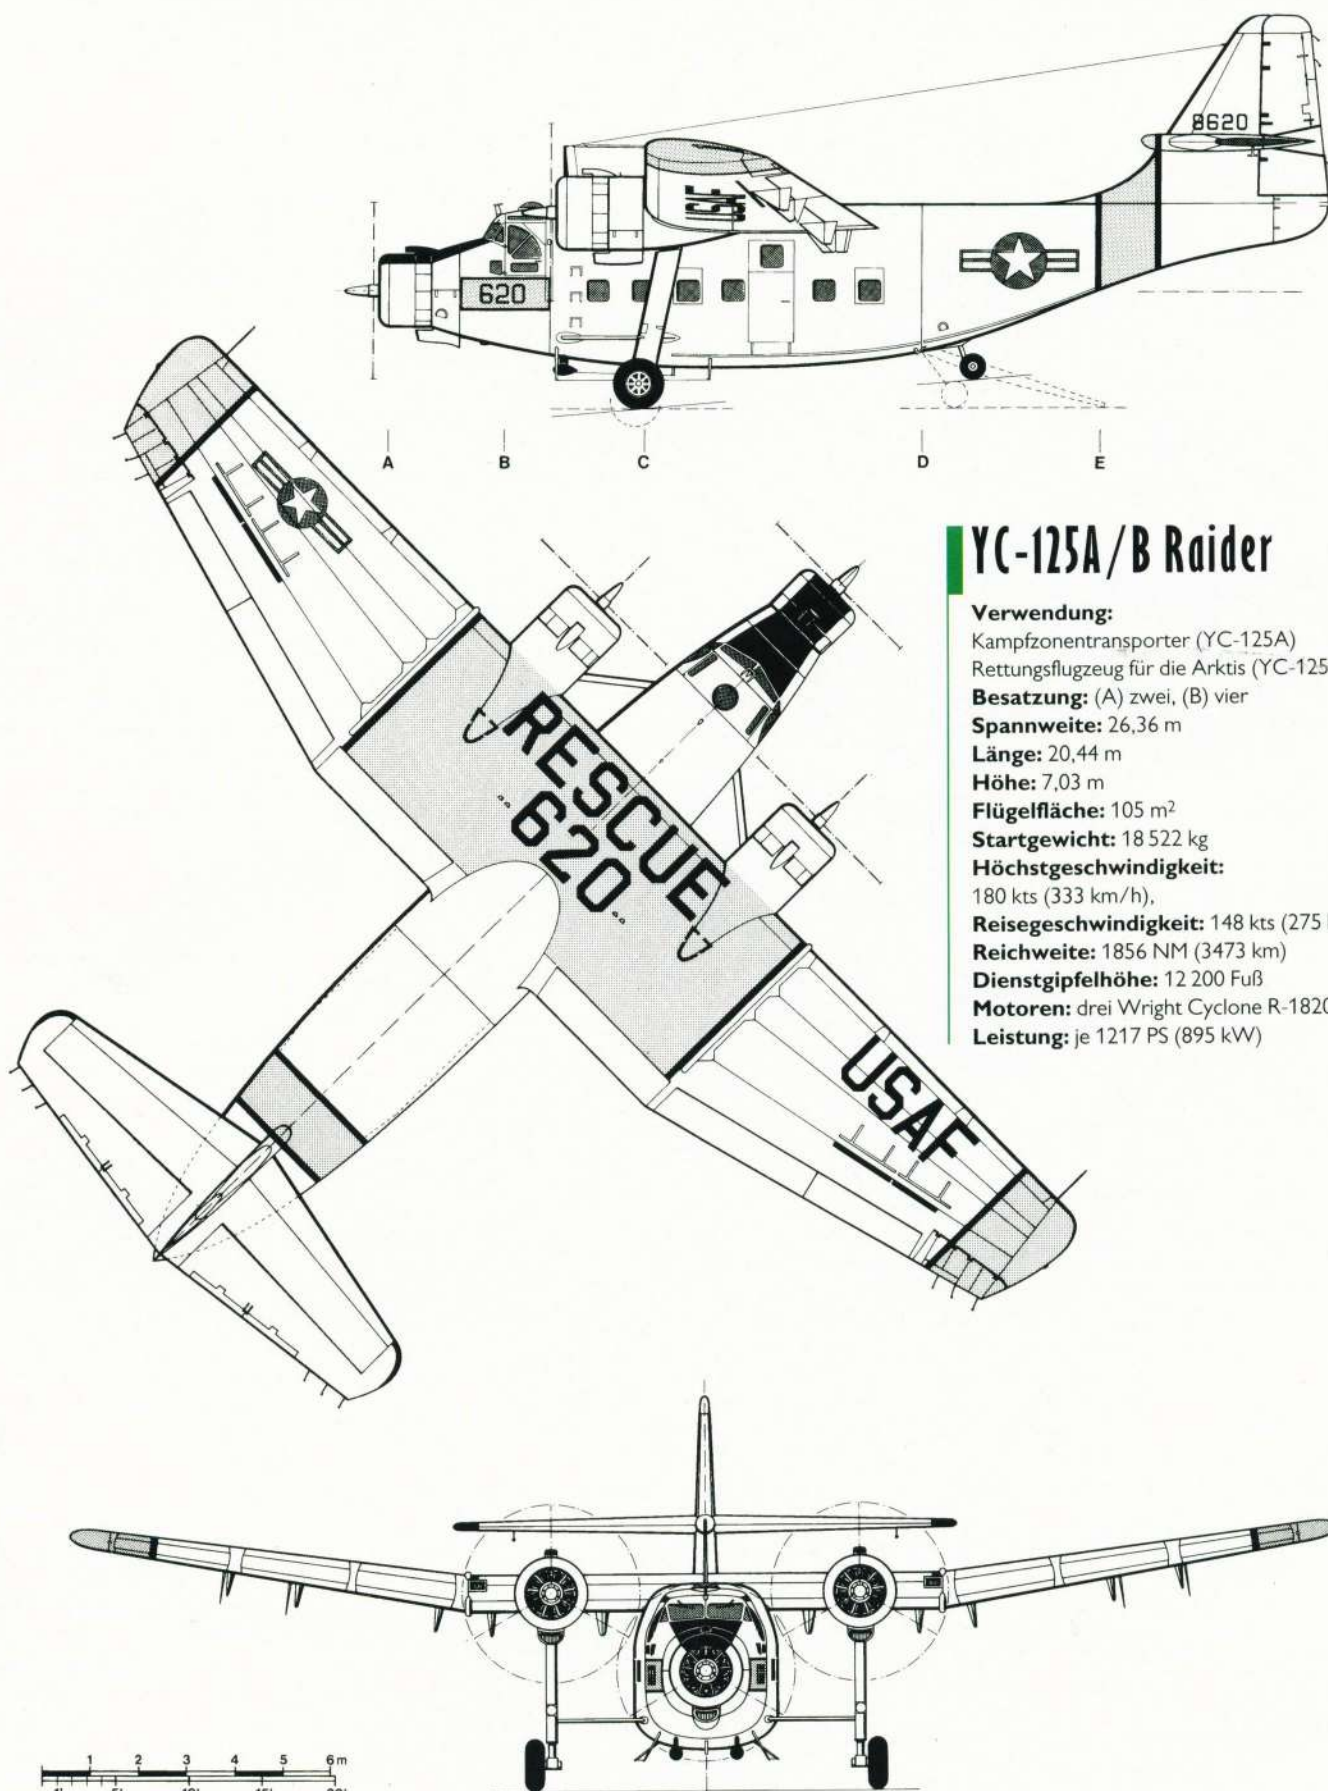 8620
620
A B C D E
YC-125A/B Raider
Verwendung:
Kampfzonentransporter (YC-125A)
Rettungsflugzeug für die Arktis (YC-125
Besatzung: (A) zwei, (B) vier
Spannweite: 26,36 m
Länge: 20,44 m
Höhe: 7,03 m
Flügelfläche: 105 m²
Startgewicht: 18 522 kg
Höchstgeschwindigkeit:
180 kts (333 km/h),
Reisegeschwindigkeit: 148 kts (275
Reichweite: 1856 NM (3473 km)
Dienstgipfelhöhe: 12 200 Fuß
Motoren: drei Wright Cyclone R-1820
Leistung: je 1217 PS (895 kW)
RESCUE
620
USAF
1 2 3 4 5 6 m